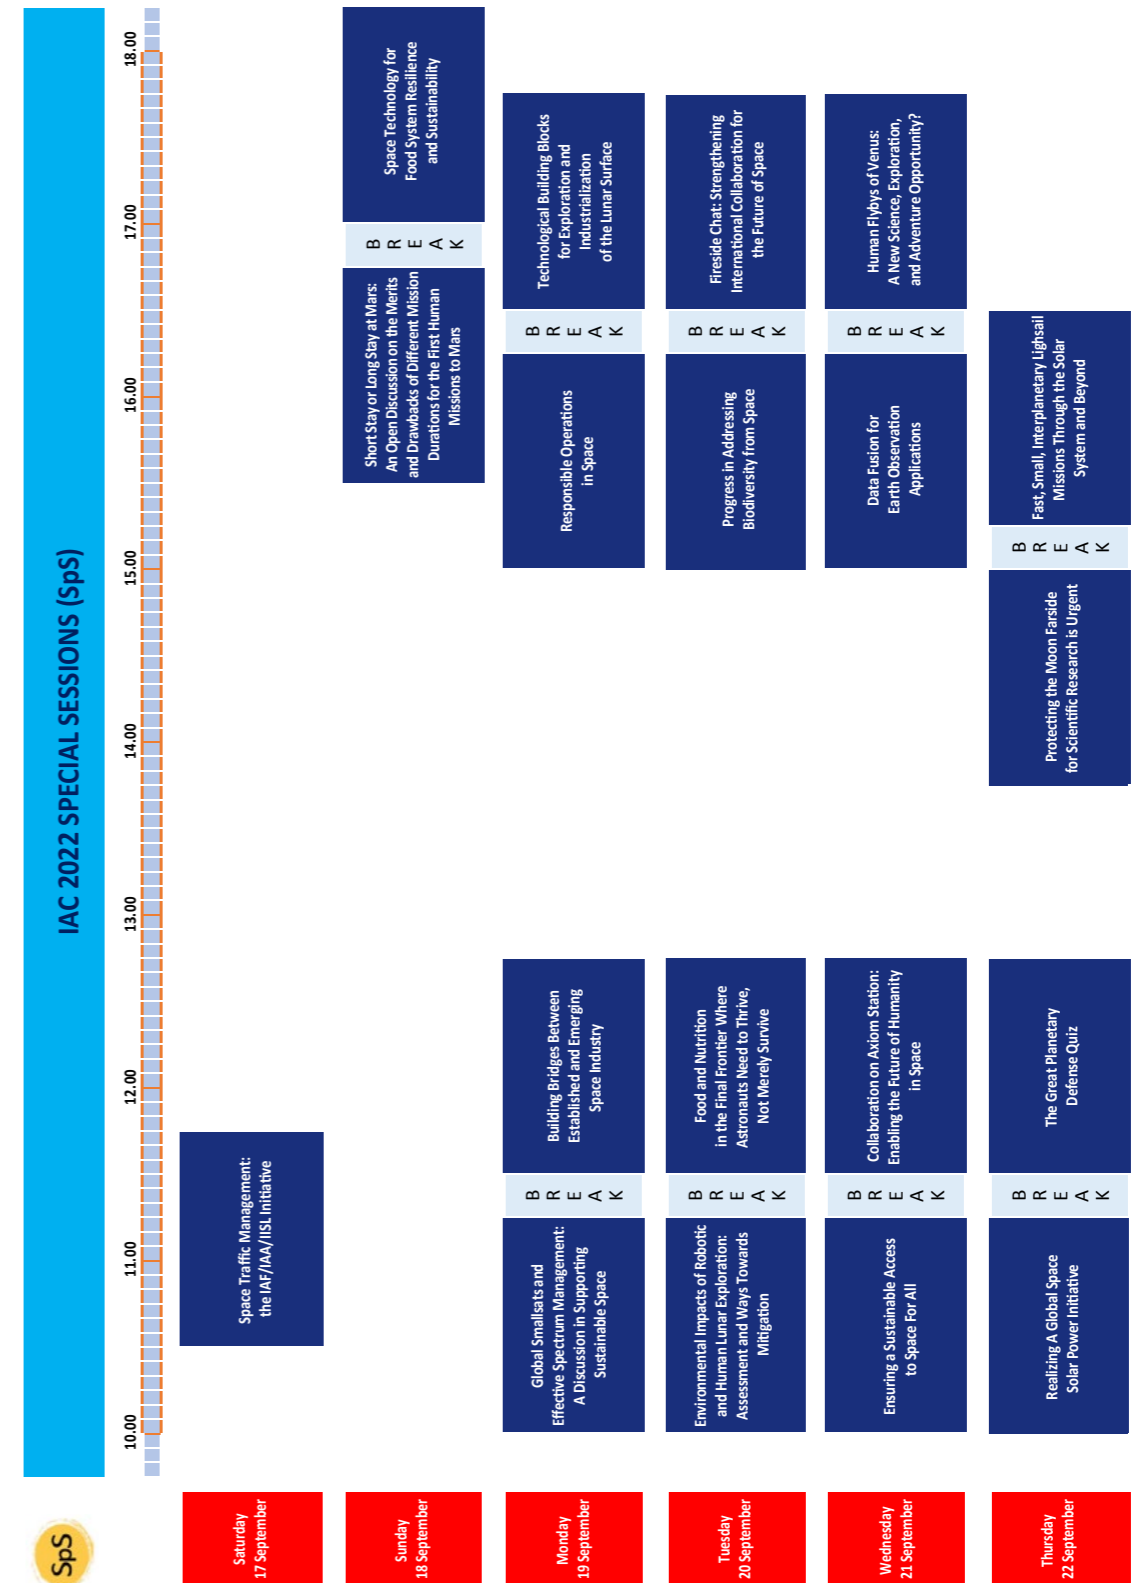 SpS
IAC 2022 SPECIAL SESSIONS (SpS)
10.00
11.00
12.00
13.00
14.00
15.00
16.00
17.00
18.00
Saturday
17 September
Space Traffic Management:
the IAF/IAA/IISL Initiative
Sunday
18 September
Short Stay or Long Stay at Mars:
An Open Discussion on the Merits
and Drawbacks of Different Mission
Durations for the First Human
Missions to Mars
BREAK
Space Technology for
Food System Resilience
and Sustainability
Monday
19 September
Global Smallsats and
Effective Spectrum Management:
A Discussion in Supporting
Sustainable Space
BREAK
Building Bridges Between
Established and Emerging
Space Industry
Responsible Operations
in Space
BREAK
Technological Building Blocks
for Exploration and
Industrialization
of the Lunar Surface
Tuesday
20 September
Environmental Impacts of Robotic
and Human Lunar Exploration:
Assessment and Ways Towards
Mitigation
BREAK
Food and Nutrition
in the Final Frontier Where
Astronauts Need to Thrive,
Not Merely Survive
Progress in Addressing
Biodiversity from Space
BREAK
Fireside Chat: Strengthening
International Collaboration for
the Future of Space
Wednesday
21 September
Ensuring a Sustainable Access
to Space For All
BREAK
Collaboration on Axiom Station:
Enabling the Future of Humanity
in Space
Data Fusion for
Earth Observation
Applications
BREAK
Human Flybys of Venus:
A New Science, Exploration,
and Adventure Opportunity?
Thursday
22 September
Realizing A Global Space
Solar Power Initiative
BREAK
The Great Planetary
Defense Quiz
Protecting the Moon Farside
for Scientific Research is Urgent
BREAK
Fast, Small, Interplanetary Lighsail
Missions Through the Solar
System and Beyond